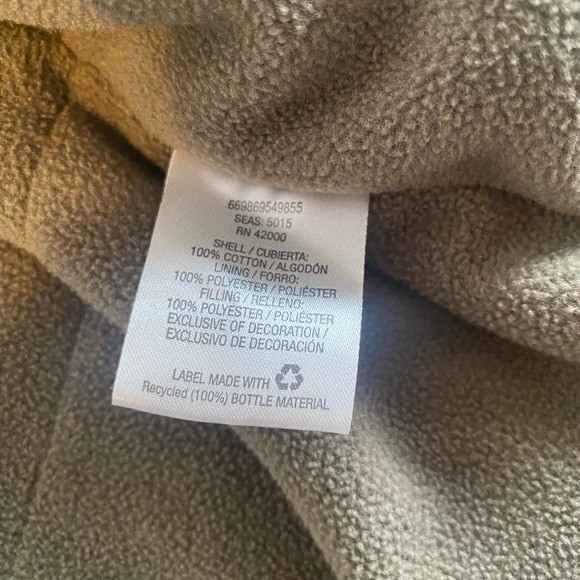 669869549855
SEAS: 5015
RN 42000
SHELL / CUBIERTA:
100% COTTON / ALGODÓN
LINING / FORRO:
100% POLYESTER / POLIÉSTER
FILLING / RELLENO:
100% POLYESTER / POLIÉSTER
EXCLUSIVE OF DECORATION /
EXCLUSIVO DE DECORACIÓN
LABEL MADE WITH
Recycled (100%) BOTTLE MATERIAL